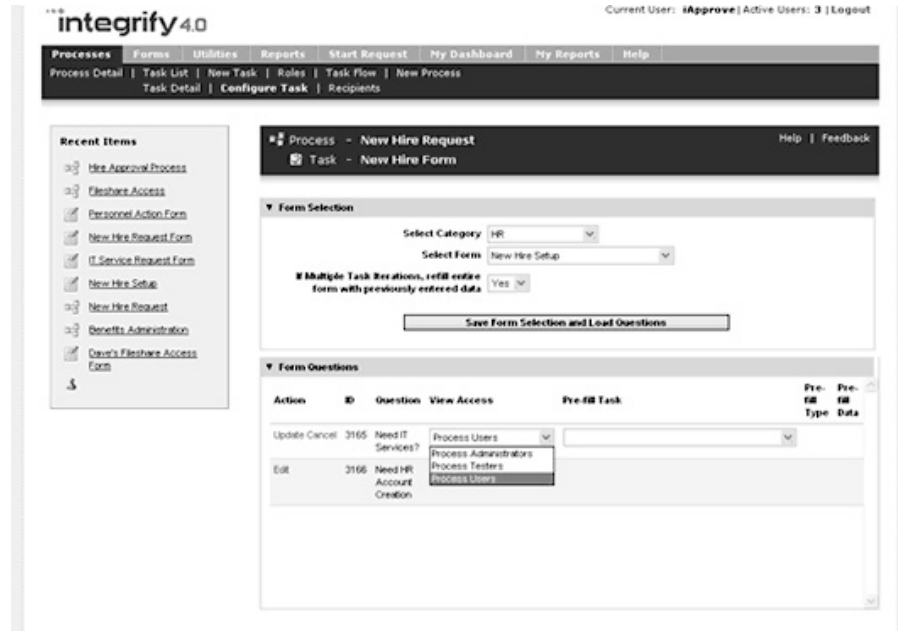 Current User: iApprove | Active Users: 3 | Logout
integrify 4.0
Processes Forms Utilities Reports Start Request My Dashboard My Reports Help
Process Detail | Task List | New Task | Roles | Task Flow | New Process
Task Detail | Configure Task | Recipients
Recent Items
Hire Approval Process
Fileshare Access
Personnel Action Form
New Hire Request Form
IT Service Request Form
New Hire Setup
New Hire Request
Benefits Administration
Dave's Fileshare Access
Form
Process - New Hire Request
Help | Feedback
Task - New Hire Form
Form Selection
Select Category HR
Select Form New Hire Setup
If Multiple Task Iterations, refill entire
form with previously entered data Yes
Save Form Selection and Load Questions
Form Questions
Action ID Question View Access Pre-fill Task Pre-fill Type Pre-fill Data
Update Cancel 3165 Need IT Services? Process Users
Process Administrators
Process Testers
Process Users
Edit 3166 Need HR
Account
Creation